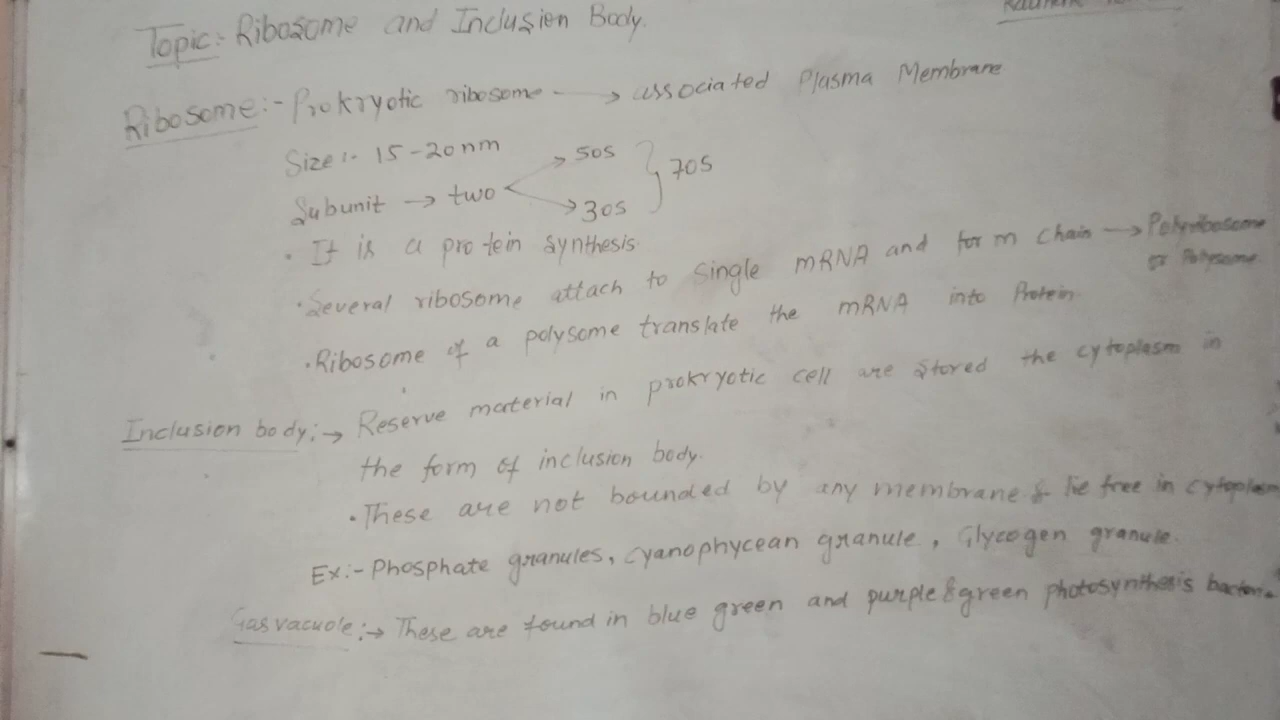 Topic:- Ribosome and Inclusion Body.
Ribosome:- Prokryotic ribosome → associated Plasma Membrane
Size:- 15-20nm
Subunit → two → 50S → 30S } 70S
• It is a protein synthesis
• Several ribosome attach to single mRNA and form chain → Polyribosome
or Polysome
• Ribosome of a polysome translate the mRNA into Protein.
Inclusion body:→ Reserve material in prokryotic cell are stored the cytoplasm in
the form of inclusion body.
• These are not bounded by any membrane & lie free in cytoplasm
Ex:- Phosphate granules, cyanophycean granule, Glycogen granule.
Gas vacuole:→ These are found in blue green and purple & green photosynthesis bacteria